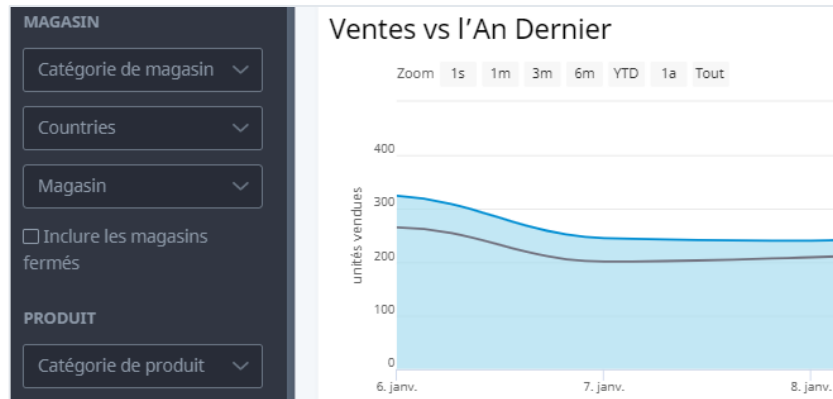 MAGASIN
Catégorie de magasin
Countries
Magasin
Inclure les magasins
fermés
PRODUIT
Catégorie de produit
Ventes vs l'An Dernier
Zoom 1s 1m 3m 6m YTD 1a Tout
unités vendues
400
300
200
100
0
6. janv. 7. janv. 8. janv.